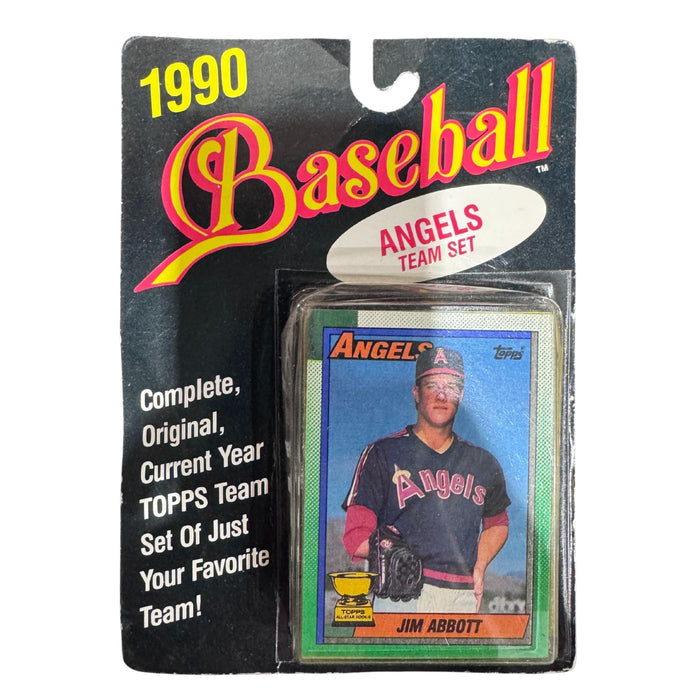 1990
Baseball
TM
ANGELS
TEAM SET
Complete,
Original,
Current Year
TOPPS Team
Set Of Just
Your Favorite
Team!
ANGELS
topps
A
Angels
TOPPS
ALL-STAR ROOKIE
JIM ABBOTT